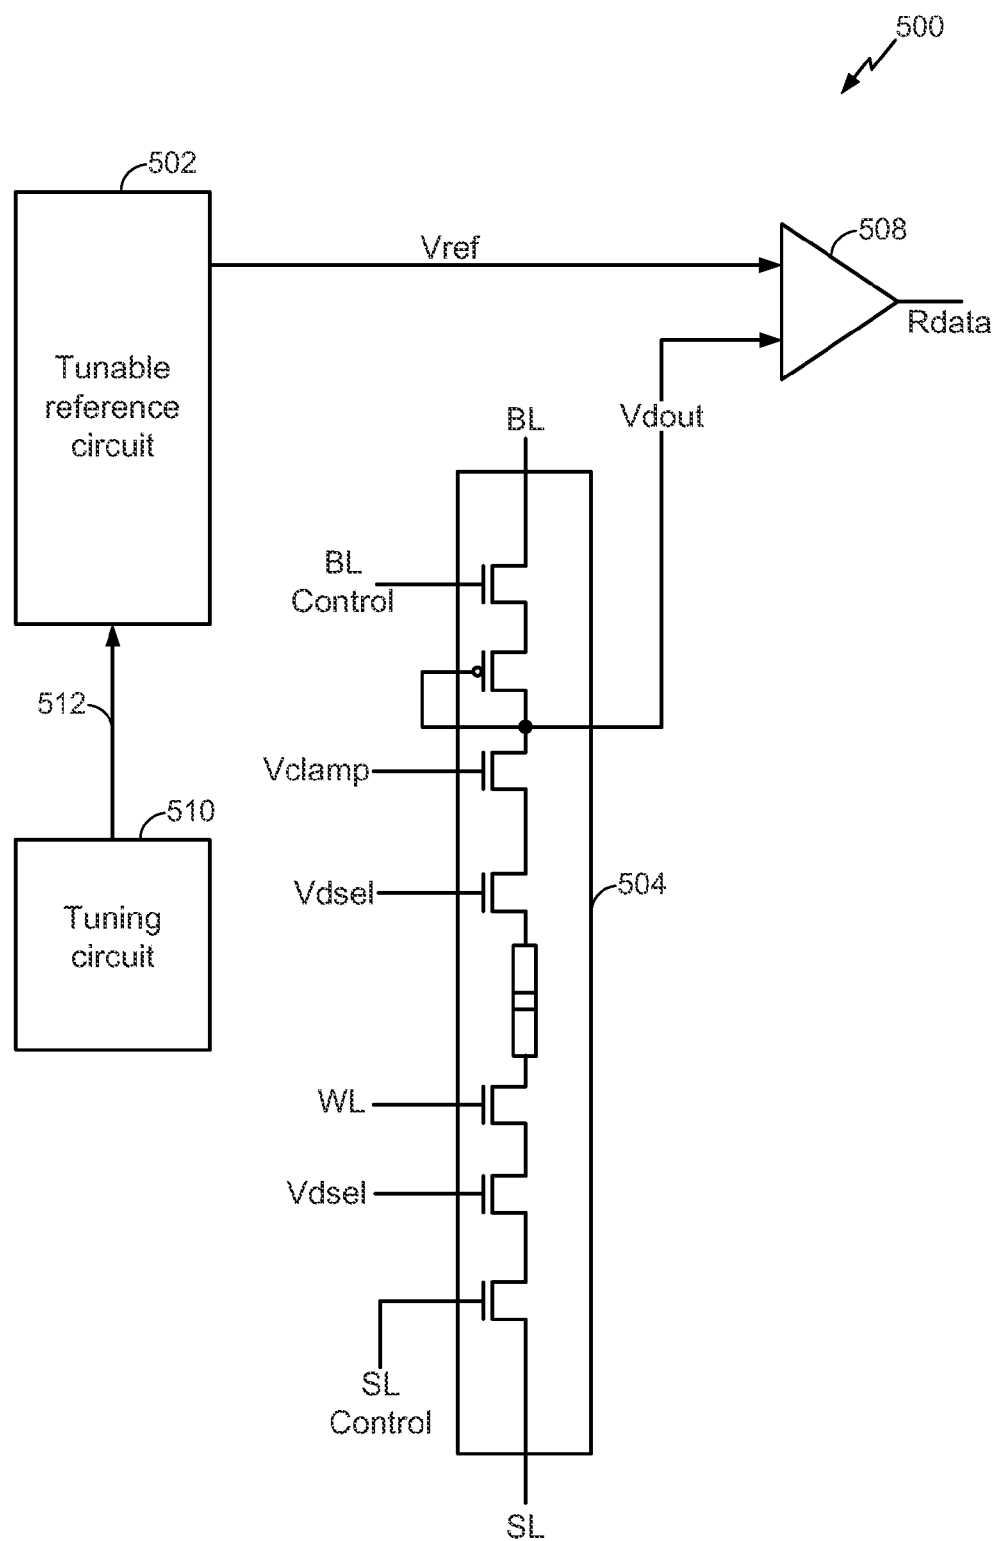 500
502
Vref
508
Rdata
Tunable
reference
circuit
Vdout
BL
BL
Control
512
Vclamp
510
Vdsel
504
Tuning
circuit
WL
Vdsel
SL
Control
SL